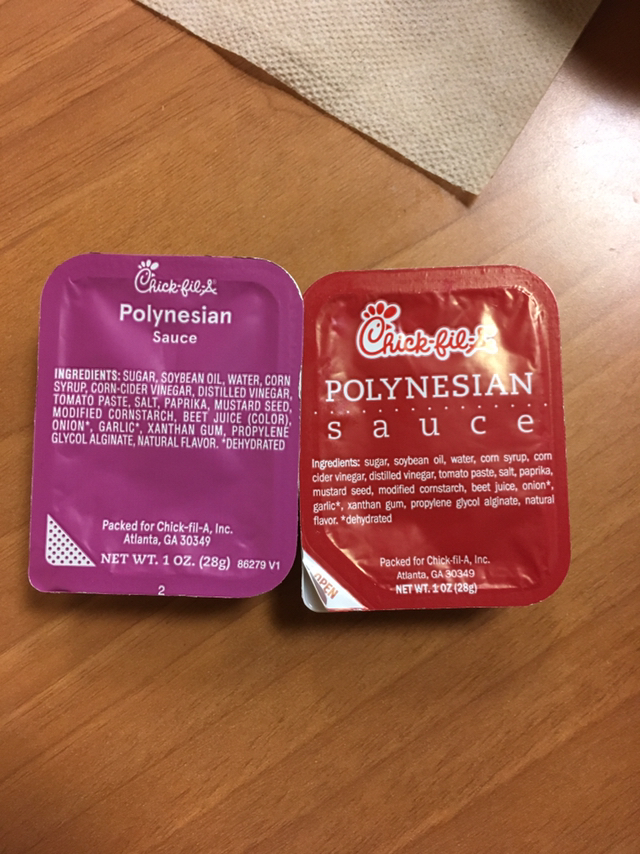 Chick-fil-A®
Polynesian
Sauce
INGREDIENTS: SUGAR, SOYBEAN OIL, WATER, CORN
SYRUP, CORN-CIDER VINEGAR, DISTILLED VINEGAR,
TOMATO PASTE, SALT, PAPRIKA, MUSTARD SEED,
MODIFIED CORNSTARCH, BEET JUICE (COLOR),
ONION*, GARLIC*, XANTHAN GUM, PROPYLENE
GLYCOL ALGINATE, NATURAL FLAVOR. *DEHYDRATED
Packed for Chick-fil-A, Inc.
Atlanta, GA 30349
NET WT. 1 OZ. (28g) 86279 V1
2
Chick-fil-A
POLYNESIAN
sauce
Ingredients: sugar, soybean oil, water, corn syrup, corn
cider vinegar, distilled vinegar, tomato paste, salt, paprika,
mustard seed, modified cornstarch, beet juice, onion*,
garlic*, xanthan gum, propylene glycol alginate, natural
flavor. *dehydrated
Packed for Chick-fil-A, Inc.
Atlanta, GA 30349
NET WT. 1 OZ (28g)
OPEN